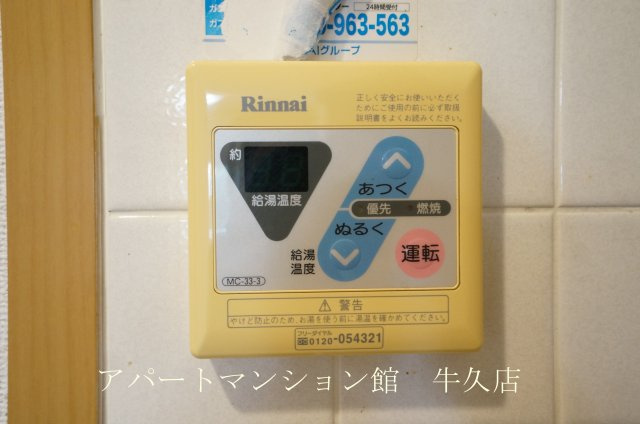 24時間受付
-963-563
グループ
Rinnai
正しく安全にお使いいただく
ためにご使用の前に必ず取扱
説明書をよくお読みください。
約
給湯温度
あつく
優先 燃焼
ぬるく
給湯
温度
運転
MC-33-3
警告
やけど防止のため、お湯を使う前に湯温を確かめてください。
フリーダイヤル
0120-054321
アパートマンション館 牛久店